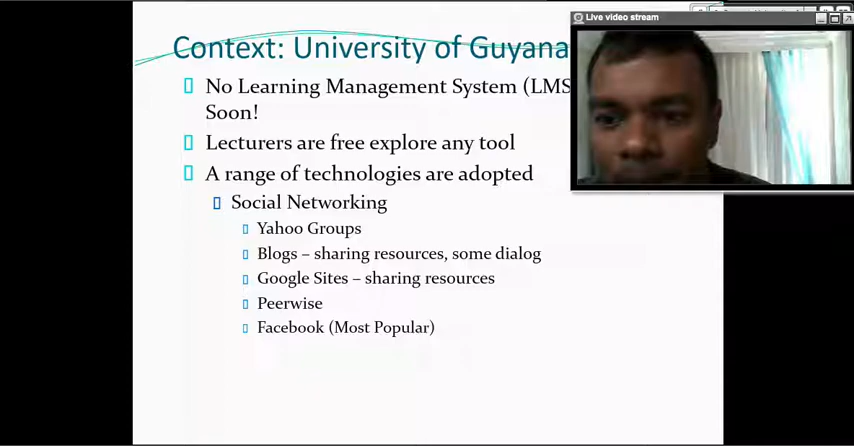 Context: University of Guyana
Live video stream
No Learning Management System (LMS
Soon!
Lecturers are free explore any tool
A range of technologies are adopted
Social Networking
Yahoo Groups
Blogs – sharing resources, some dialog
Google Sites – sharing resources
Peerwise
Facebook (Most Popular)